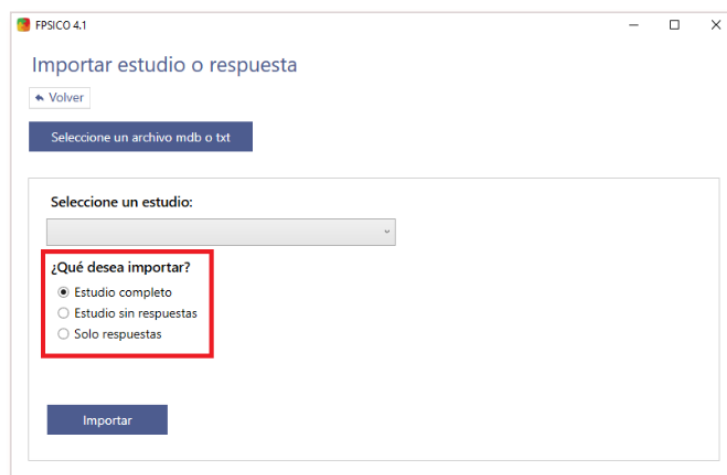 FPSICO 4.1
Importar estudio o respuesta
Volver
Seleccione un archivo mdb o txt
Seleccione un estudio:
¿Qué desea importar?
Estudio completo
Estudio sin respuestas
Solo respuestas
Importar